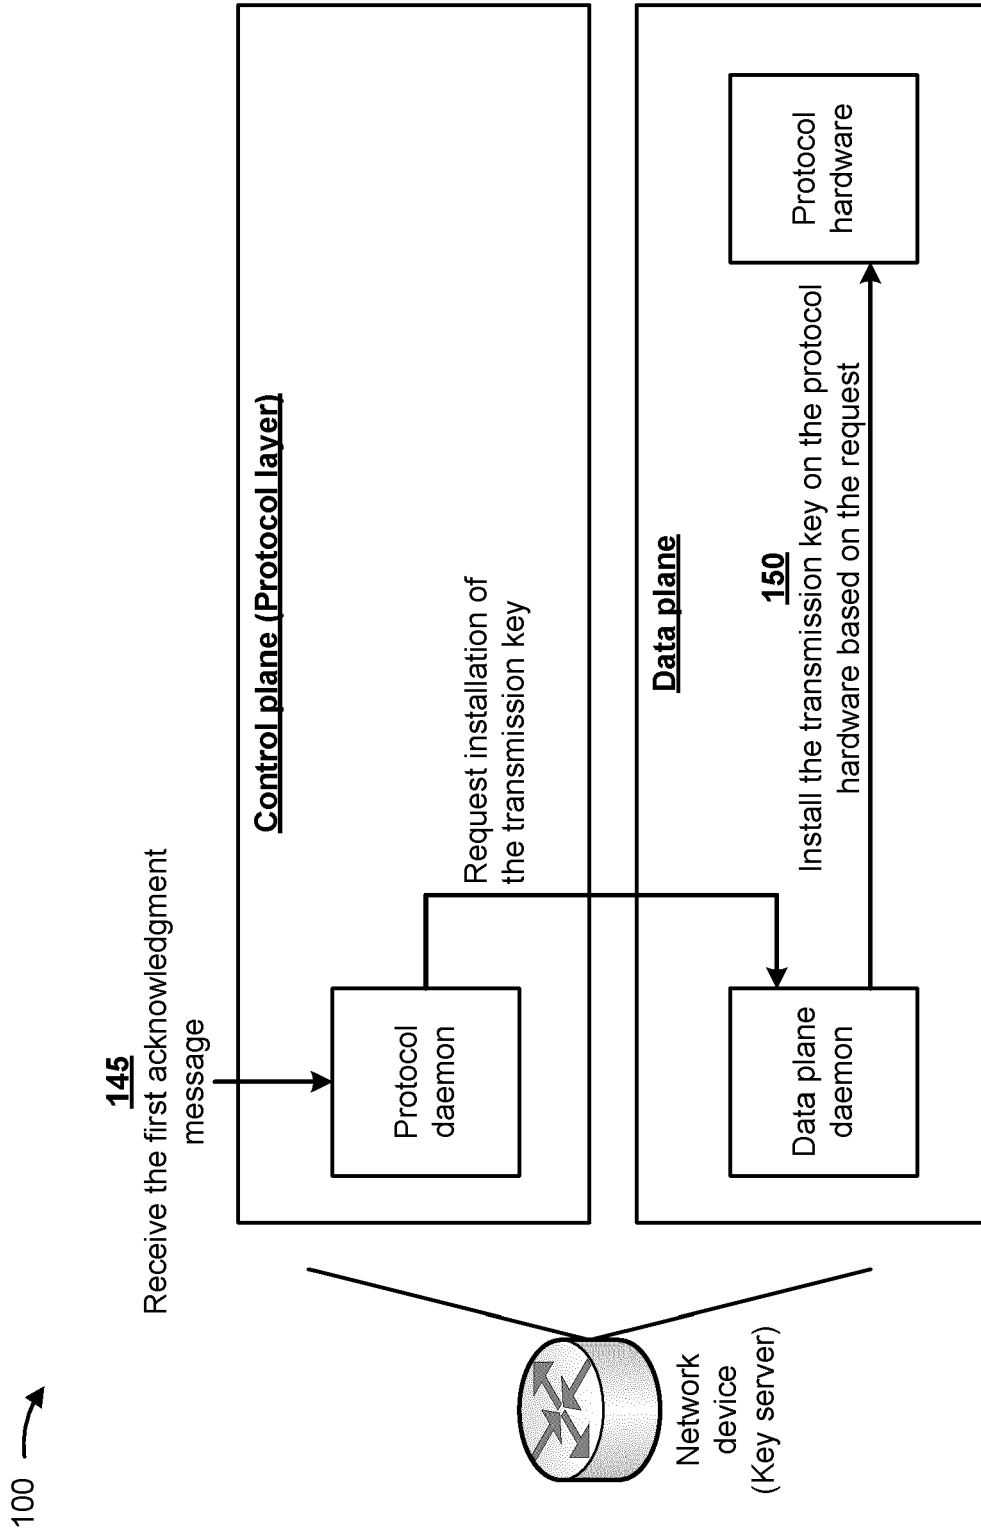 100
145
Receive the first acknowledgment
message
Control plane (Protocol layer)
Protocol
daemon
Request installation of
the transmission key
Network
device
(Key server)
Data plane
150
Install the transmission key on the protocol
hardware based on the request
Data plane
daemon
Protocol
hardware